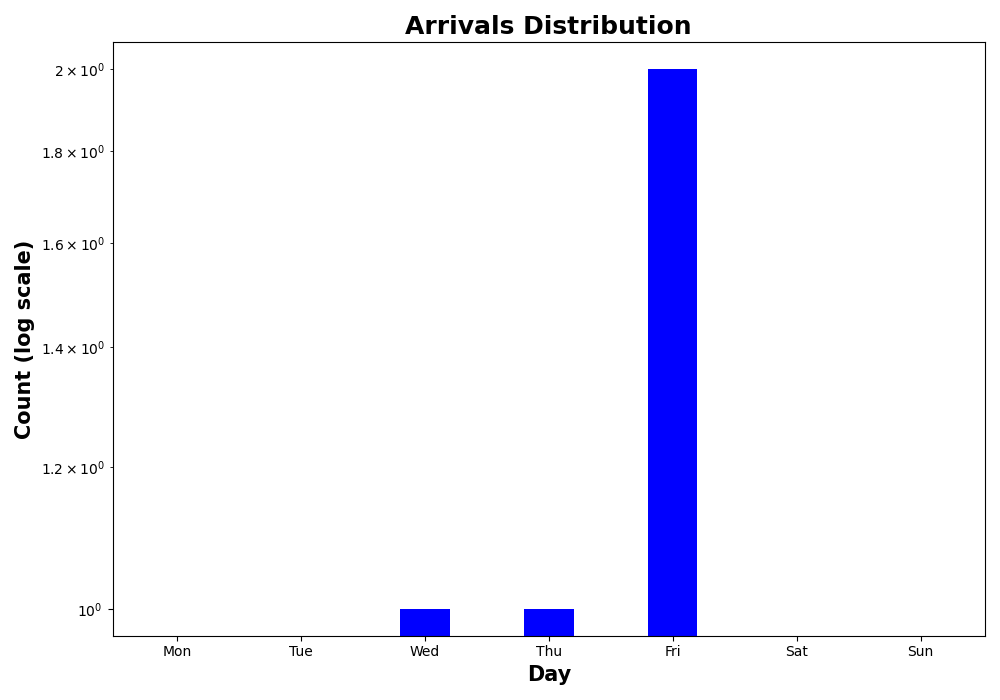 Arrivals Distribution
Count (log scale)
2 × 10⁰
1.8 × 10⁰
1.6 × 10⁰
1.4 × 10⁰
1.2 × 10⁰
10⁰
Mon Tue Wed Thu Fri Sat Sun
Day